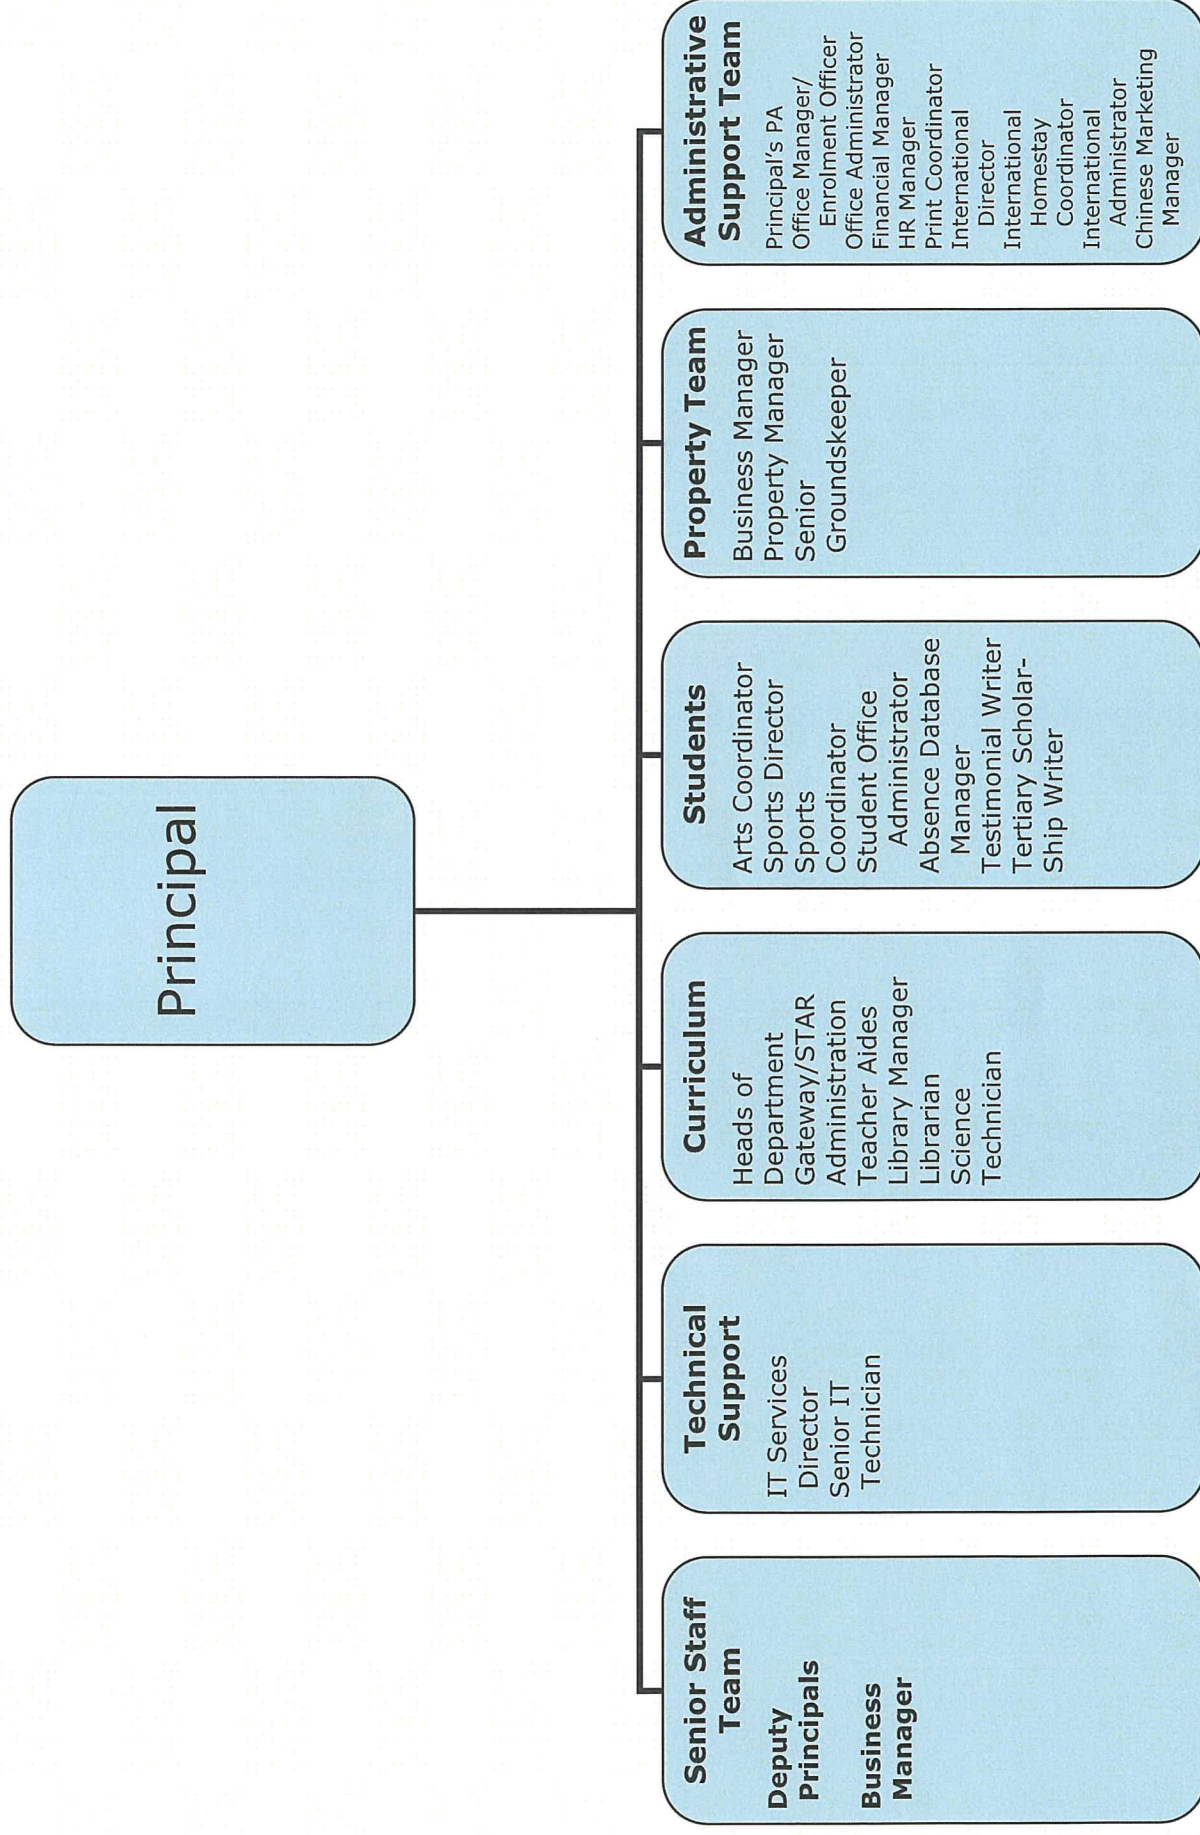 Principal
Senior Staff
Team
Deputy
Principals
Business
Manager
Technical
Support
IT Services
Director
Senior IT
Technician
Curriculum
Heads of
Department
Gateway/STAR
Administration
Teacher Aides
Library Manager
Librarian
Science
Technician
Students
Arts Coordinator
Sports Director
Sports
Coordinator
Student Office
Administrator
Absence Database
Manager
Testimonial Writer
Tertiary Scholar-
Ship Writer
Property Team
Business Manager
Property Manager
Senior
Groundskeeper
Administrative
Support Team
Principal's PA
Office Manager/
Enrolment Officer
Office Administrator
Financial Manager
HR Manager
Print Coordinator
International
Director
International
Homestay
Coordinator
International
Administrator
Chinese Marketing
Manager